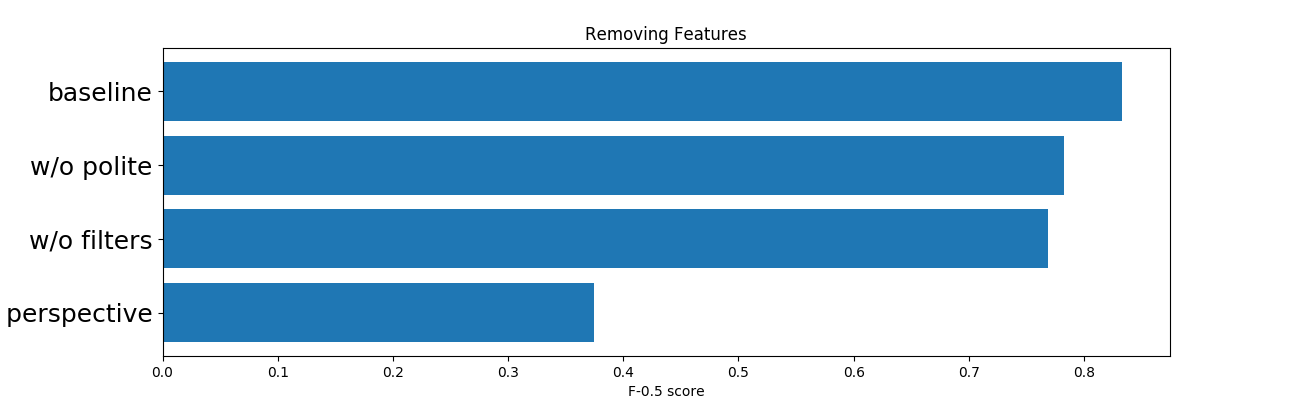 Removing Features
baseline
w/o polite
w/o filters
perspective
0.0 0.1 0.2 0.3 0.4 0.5 0.6 0.7 0.8
F-0.5 score